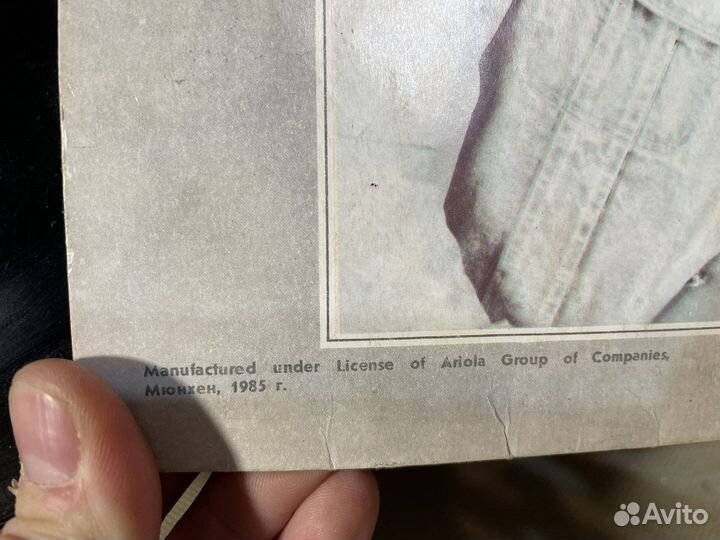 Manufactured under License of Ariola Group of Companies,
Мюнхен, 1985 г.
Avito